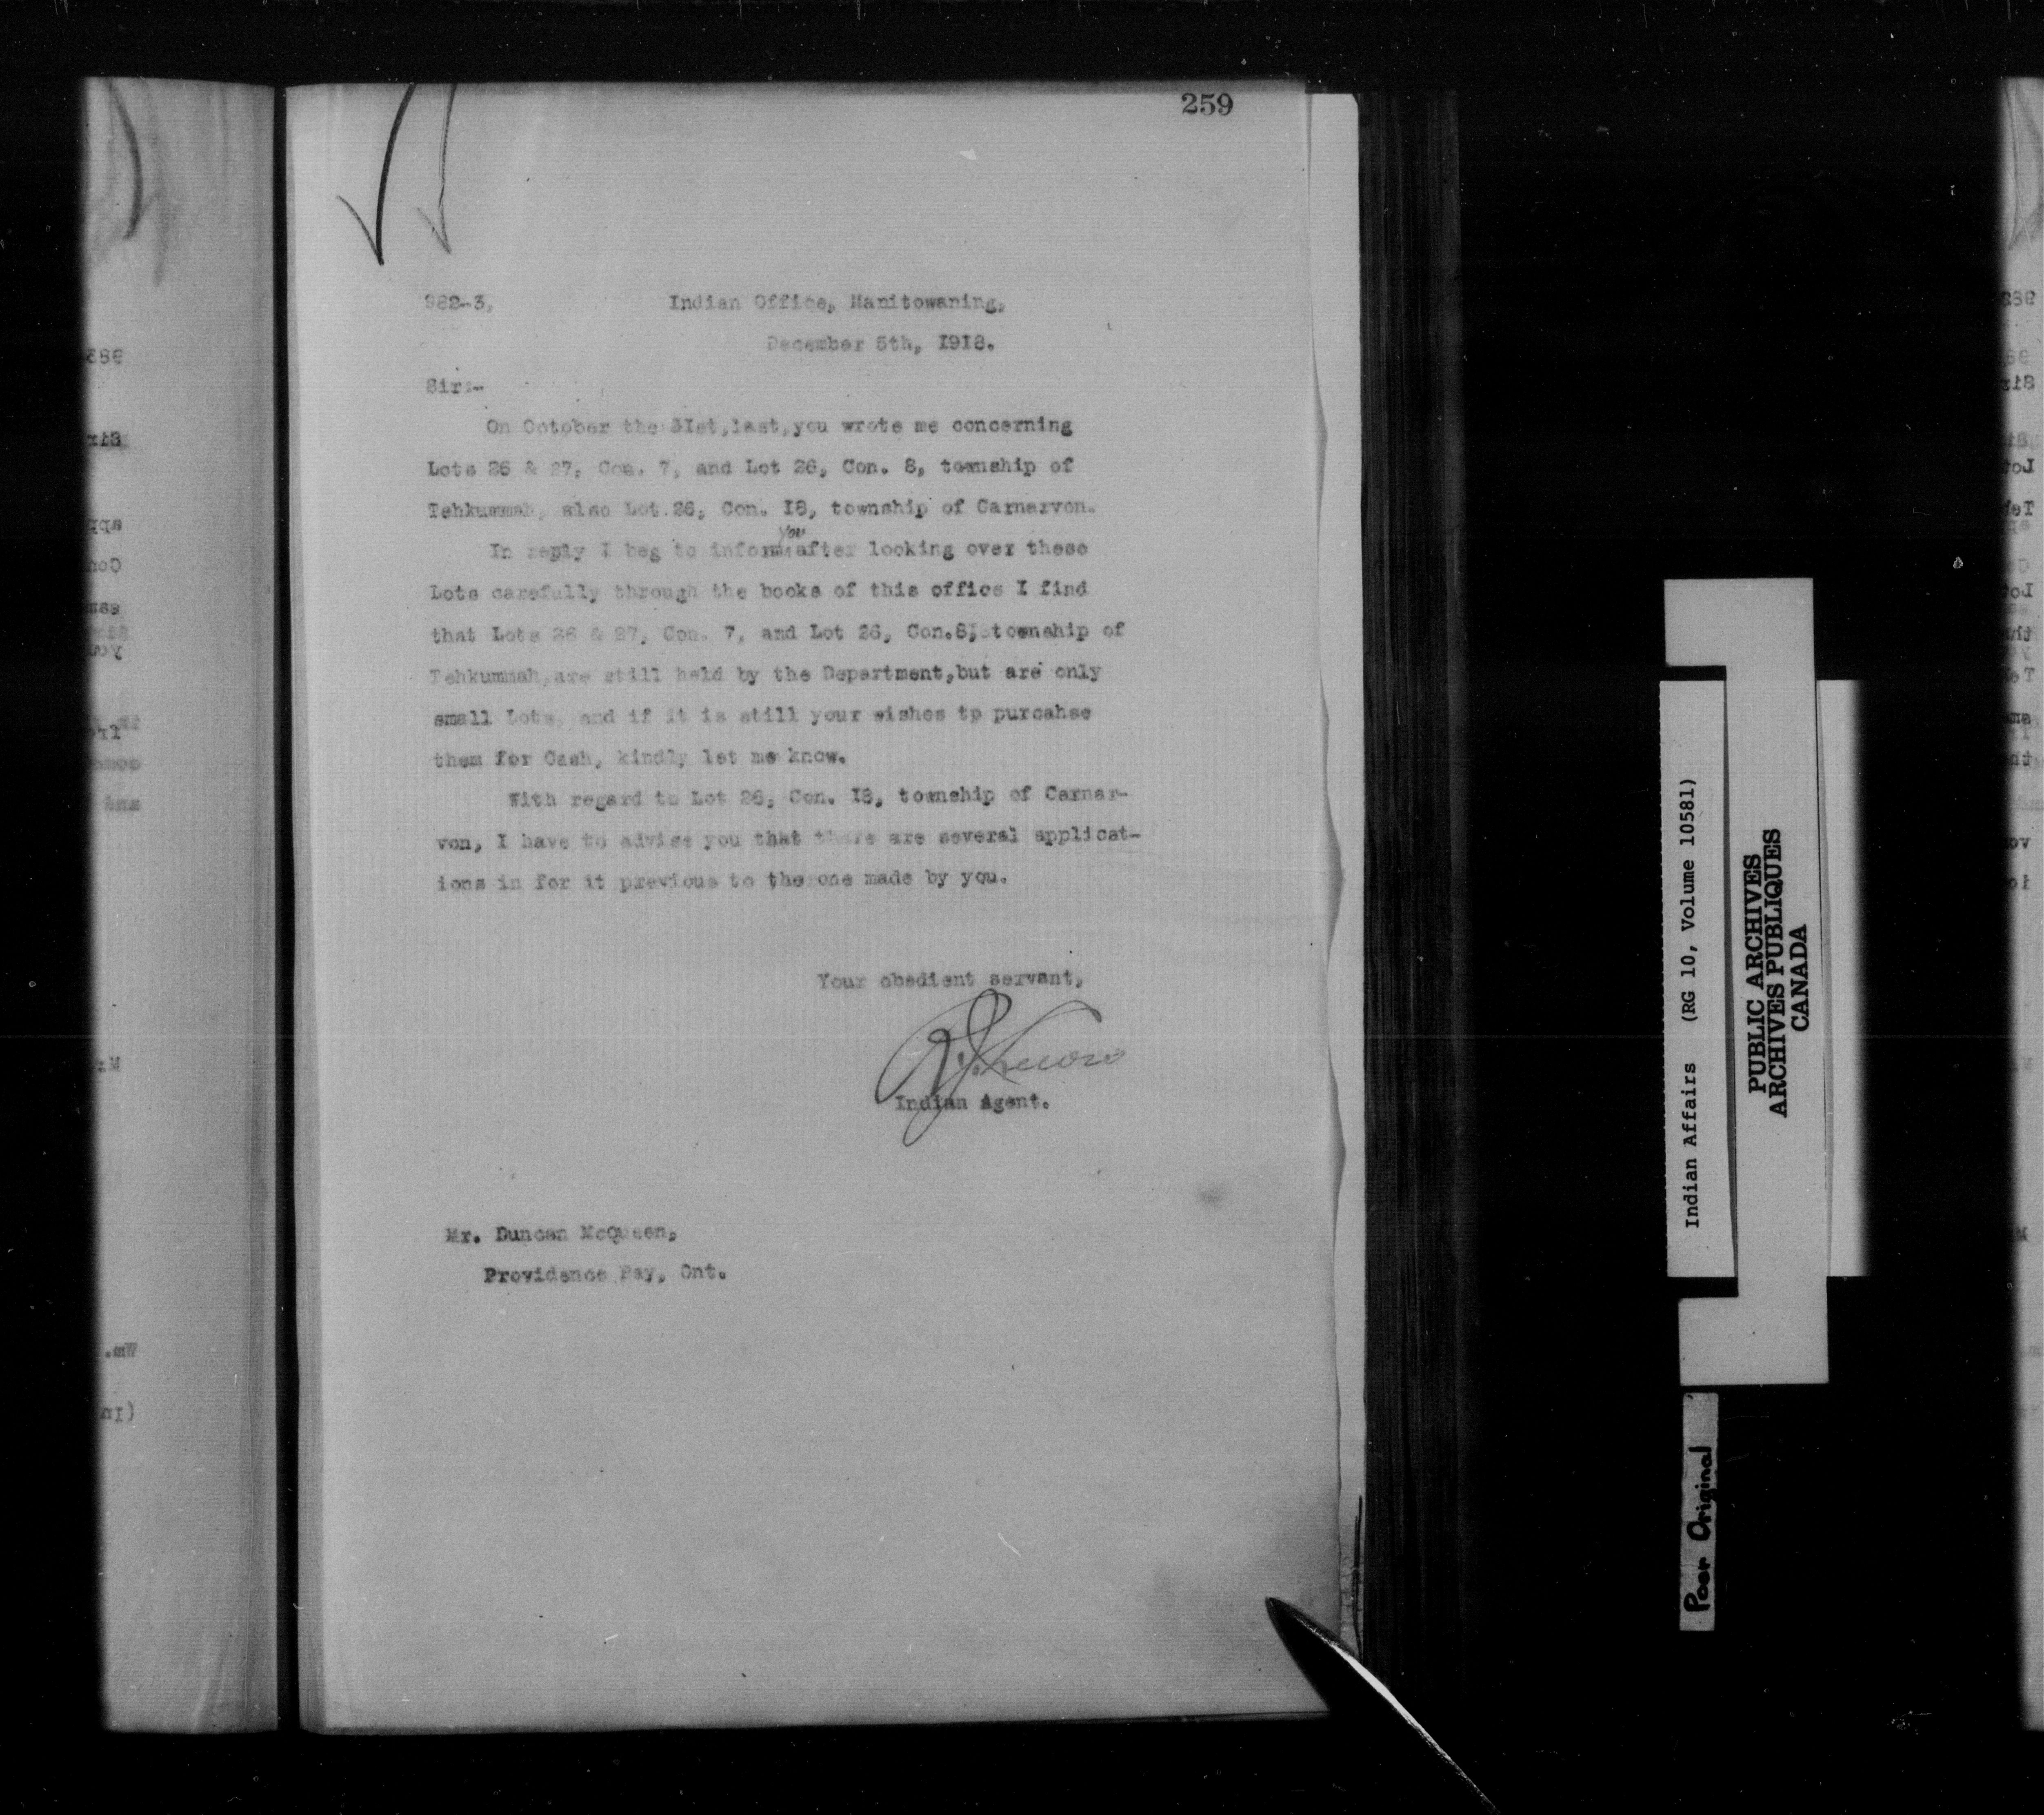 259
982-3, Indian Office, Manitowaning,
December 5th, 1918.
Sir:-
On October the 3Ist,last,you wrote me concerning
Lots 26 & 27, Con. 7, and Lot 26, Con. 8, township of
Tehkummah, also Lot 26, Con. I8, township of Carnarvon.
you
In reply I beg to inform after looking over these
Lots carefully through the books of this office I find
that Lots 26 & 27, Con. 7, and Lot 26, Con.8, township of
Tehkummah,are still held by the Department,but are only
small Lots, and if it is still your wishes tp purcahse
them for Cash, kindly let me know.
With regard to Lot 26, Con. I8, township of Carnar-
von, I have to advise you that there are several applicat-
ions in for it previous to the one made by you.
Your obedient servant,
Indian Agent.
Mr. Duncan McQueen,
Providence Bay, Ont.
Indian Affairs (RG 10, Volume 10581)
PUBLIC ARCHIVES
ARCHIVES PUBLIQUES
CANADA
Poor Original